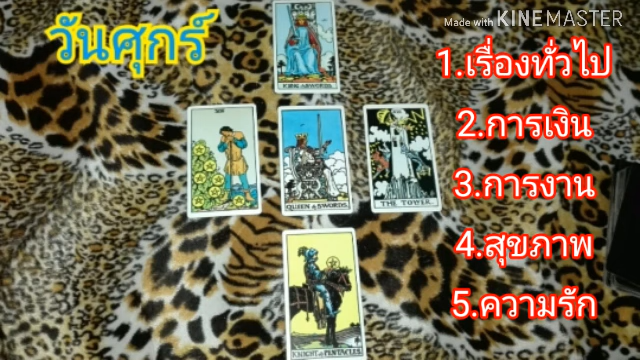 Made with KINEMASTER
วันศุกร์
1.เรื่องทั่วไป
2.การเงิน
3.การงาน
4.สุขภาพ
5.ความรัก
KING of SWORDS.
VII
QUEEN of SWORDS.
THE TOWER.
KNIGHT of PENTACLES.